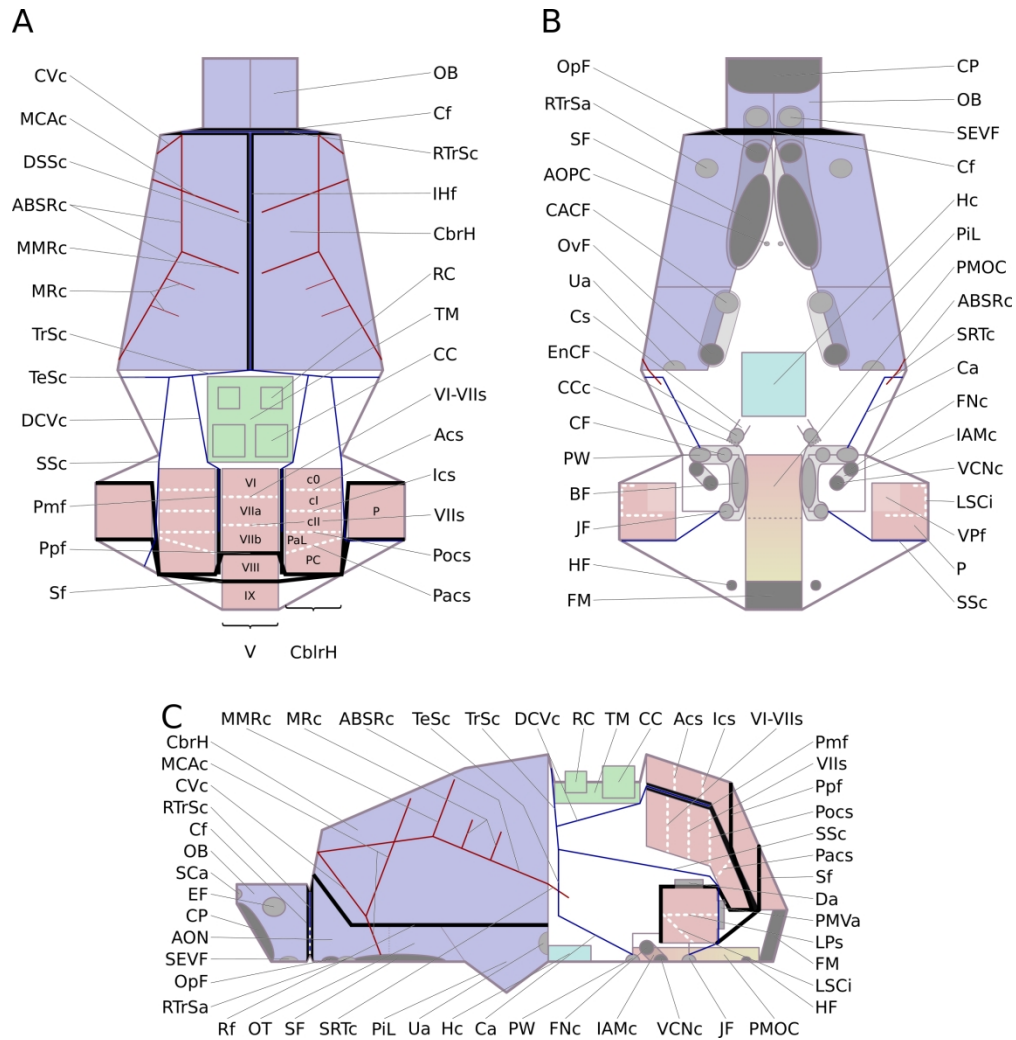 A
CVc
MCAc
DSSc
ABSRc
MMRc
MRc
TrSc
TeSc
DCVc
SSc
Pmf
Ppf
Sf
OB
Cf
RTrSc
IHf
CbrH
RC
TM
CC
VI-VIIs
Acs
Ics
VIIs
Pocs
Pacs
VI
VIIa
VIIb
VIII
IX
c0
cI
cII
PaL
PC
P
V
CblrH
B
OpF
RTrSa
SF
AOPC
CACF
OvF
Ua
Cs
EnCF
CCc
CF
PW
BF
JF
HF
FM
CP
OB
SEVF
Cf
Hc
PiL
PMOC
ABSRc
SRTc
Ca
FNc
IAMc
VCNc
LSCi
VPf
P
SSc
C
MMRc MRc ABSRc TeSc TrSc DCVc RC TM CC Acs Ics VI-VIIs
CbrH
MCAc
CVc
RTrSc
Cf
OB
SCa
EF
CP
AON
SEVF
OpF
RTrSa
Pmf
VIIs
Ppf
Pocs
SSc
Pacs
Sf
Da
PMVa
LPs
FM
LSCi
HF
Rf OT SF SRTc PiL Ua Hc Ca PW FNc IAMc VCNc JF PMOC